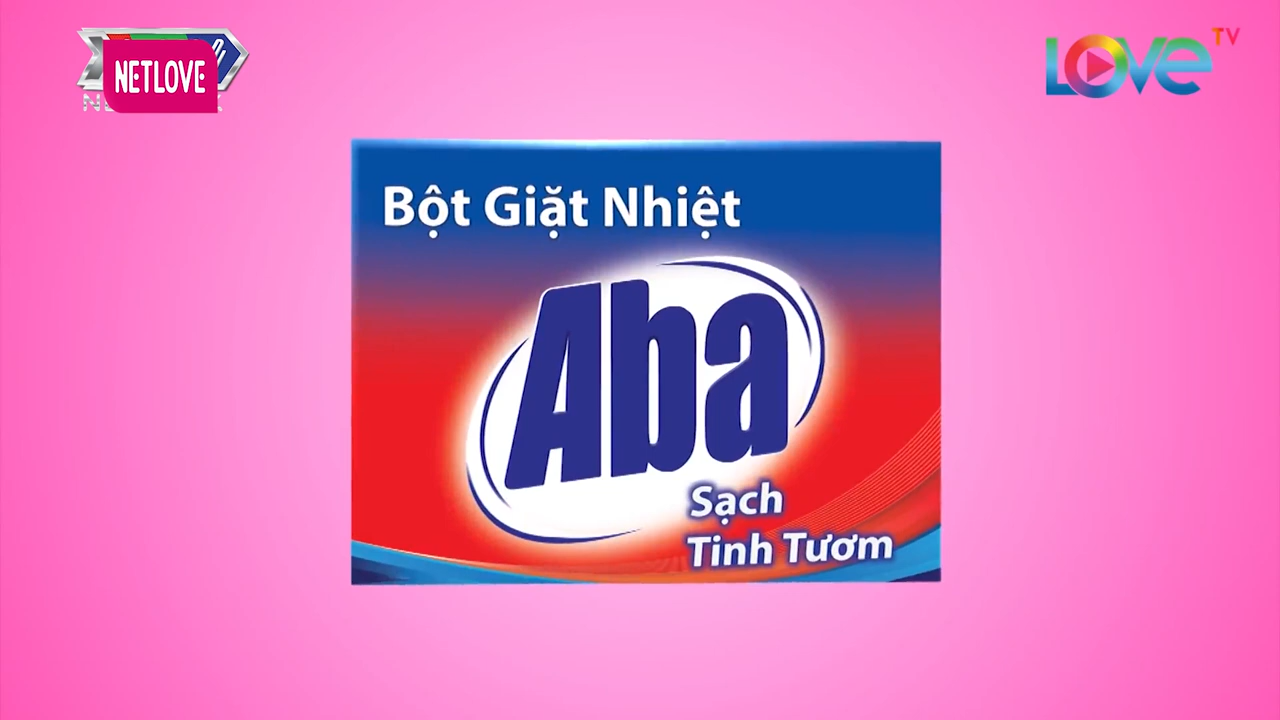 NETLOVE
LOVE TV
Bột Giặt Nhiệt
Aba
Sạch
Tinh Tươm